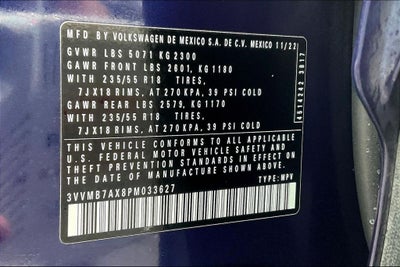 MFD BY VOLKSWAGEN DE MEXICO S.A. DE C.V. MEXICO 11/22
GVWR LBS 5071 KG 2300
GAWR FRONT LBS 2601, KG 1180
WITH 235/55 R18 TIRES,
7JX18 RIMS, AT 270 KPA, 39 PSI COLD
GAWR REAR LBS 2579, KG 1170
WITH 235/55 R18 TIRES,
7JX18 RIMS, AT 270KPA, 39 PSI COLD
THIS VEHICLE CONFORMS TO ALL APPLICABLE
U.S. FEDERAL MOTOR VEHICLE SAFETY AND
THEFT PREVENTION STANDARDS IN EFFECT ON
THE DATE OF MANUFACTURE SHOWN ABOVE.
3VVMB7AX8PM033627
TYPE: MPV
4514242 3017